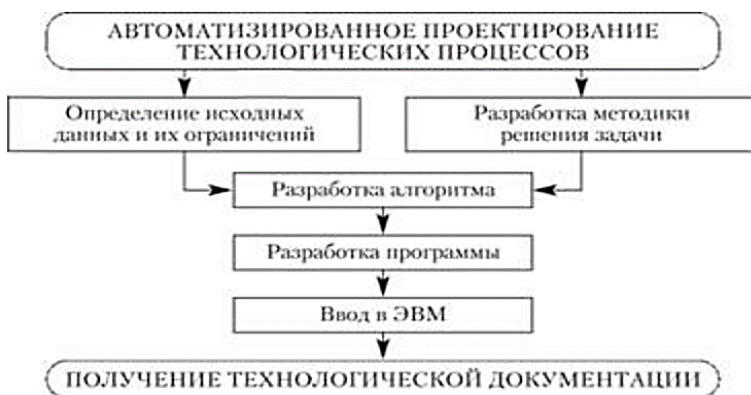 АВТОМАТИЗИРОВАННОЕ ПРОЕКТИРОВАНИЕ
ТЕХНОЛОГИЧЕСКИХ ПРОЦЕССОВ
Определение исходных
данных и их ограничений
Разработка методики
решения задачи
Разработка алгоритма
Разработка программы
Ввод в ЭВМ
ПОЛУЧЕНИЕ ТЕХНОЛОГИЧЕСКОЙ ДОКУМЕНТАЦИИ